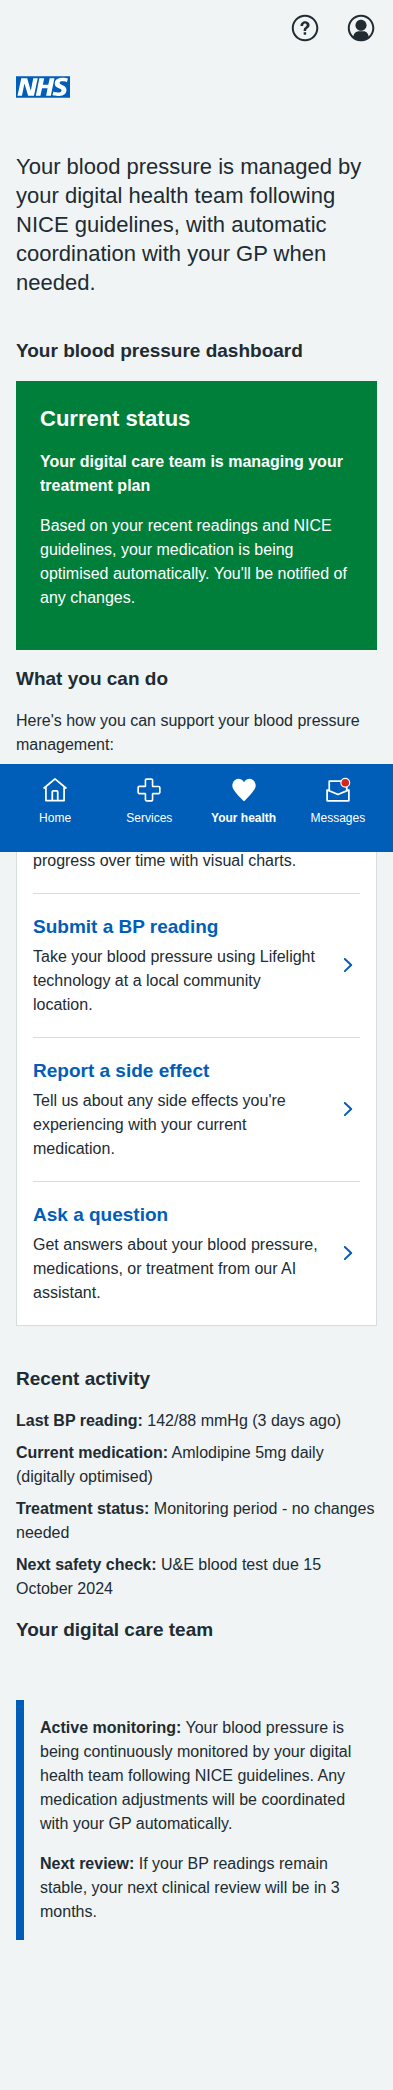 NHS
Your blood pressure is managed by
your digital health team following
NICE guidelines, with automatic
coordination with your GP when
needed.
Your blood pressure dashboard
Current status
Your digital care team is managing your
treatment plan
Based on your recent readings and NICE
guidelines, your medication is being
optimised automatically. You'll be notified of
any changes.
What you can do
Here's how you can support your blood pressure
management:
Home
Services
Your health
Messages
progress over time with visual charts.
Submit a BP reading
Take your blood pressure using Lifelight
technology at a local community
location.
Report a side effect
Tell us about any side effects you're
experiencing with your current
medication.
Ask a question
Get answers about your blood pressure,
medications, or treatment from our AI
assistant.
Recent activity
Last BP reading: 142/88 mmHg (3 days ago)
Current medication: Amlodipine 5mg daily
(digitally optimised)
Treatment status: Monitoring period - no changes
needed
Next safety check: U&E blood test due 15
October 2024
Your digital care team
Active monitoring: Your blood pressure is
being continuously monitored by your digital
health team following NICE guidelines. Any
medication adjustments will be coordinated
with your GP automatically.
Next review: If your BP readings remain
stable, your next clinical review will be in 3
months.